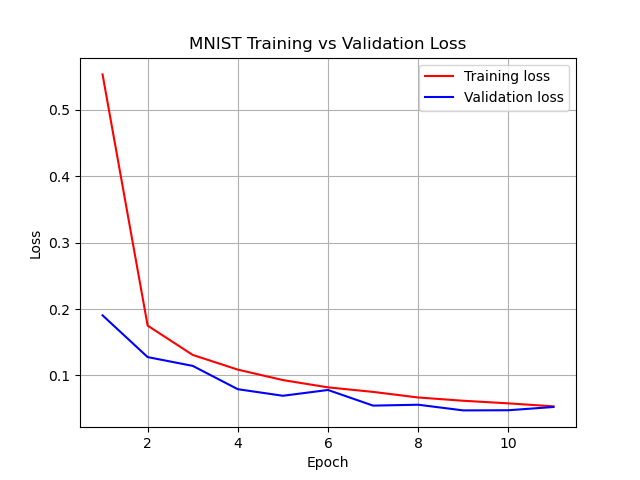 MNIST Training vs Validation Loss
Training loss
Validation loss
0.5
0.4
0.3
0.2
0.1
Loss
2 4 6 8 10
Epoch